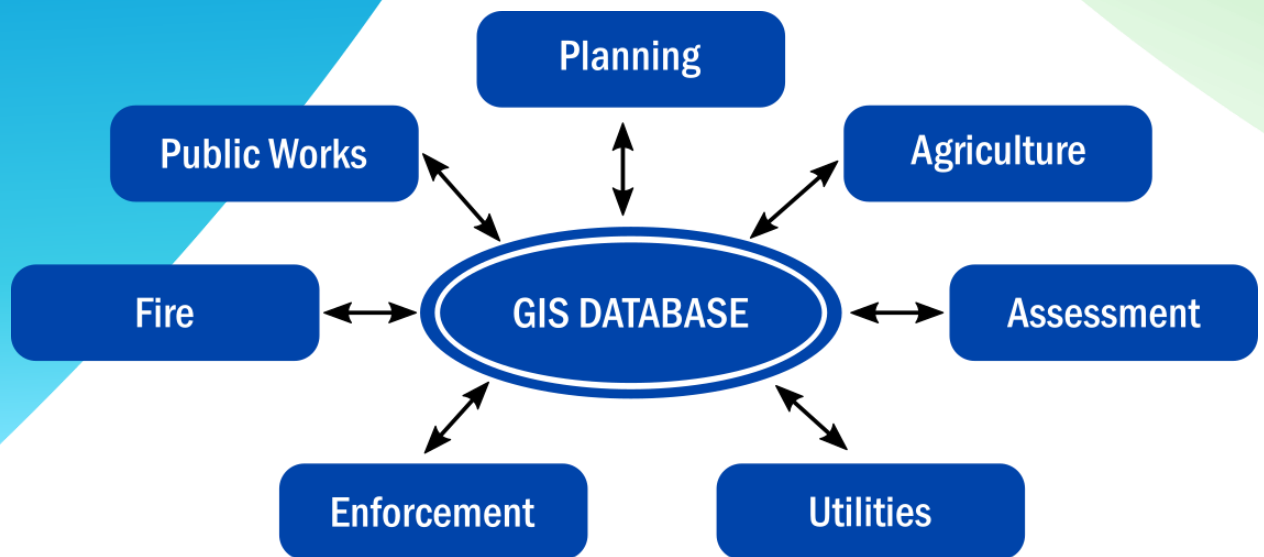 Planning
Public Works
Agriculture
Fire
GIS DATABASE
Assessment
Enforcement
Utilities